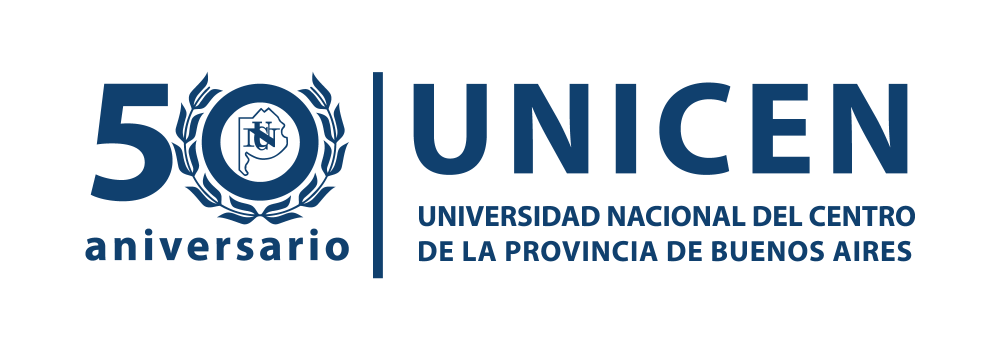 50
aniversario
UNICEN
UNIVERSIDAD NACIONAL DEL CENTRO
DE LA PROVINCIA DE BUENOS AIRES